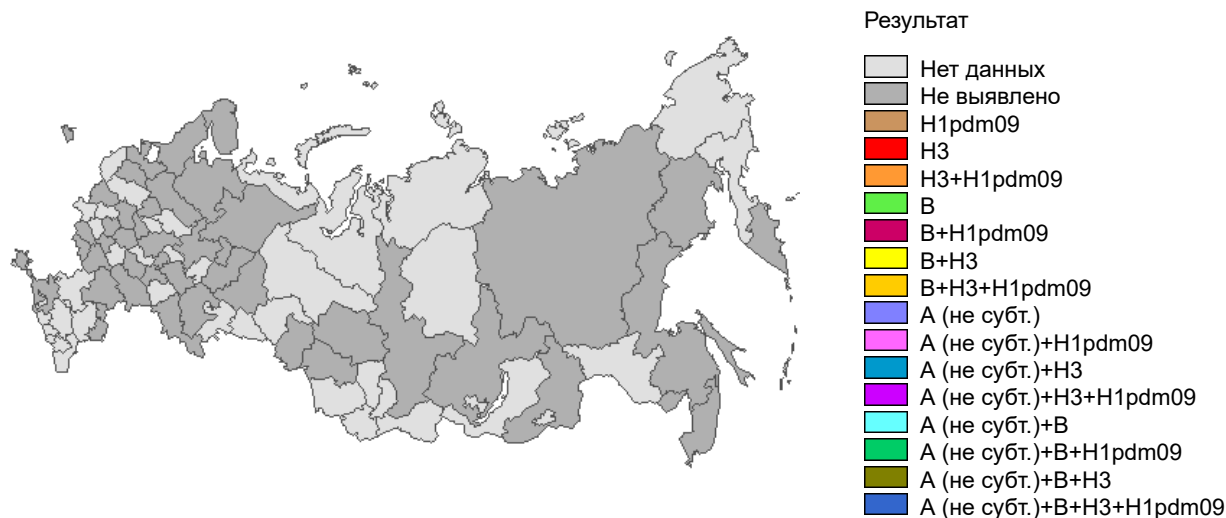 Результат
Нет данных
Не выявлено
H1pdm09
H3
H3+H1pdm09
B
B+H1pdm09
B+H3
B+H3+H1pdm09
А (не субт.)
А (не субт.)+H1pdm09
А (не субт.)+H3
А (не субт.)+H3+H1pdm09
А (не субт.)+B
А (не субт.)+B+H1pdm09
А (не субт.)+B+H3
А (не субт.)+B+H3+H1pdm09